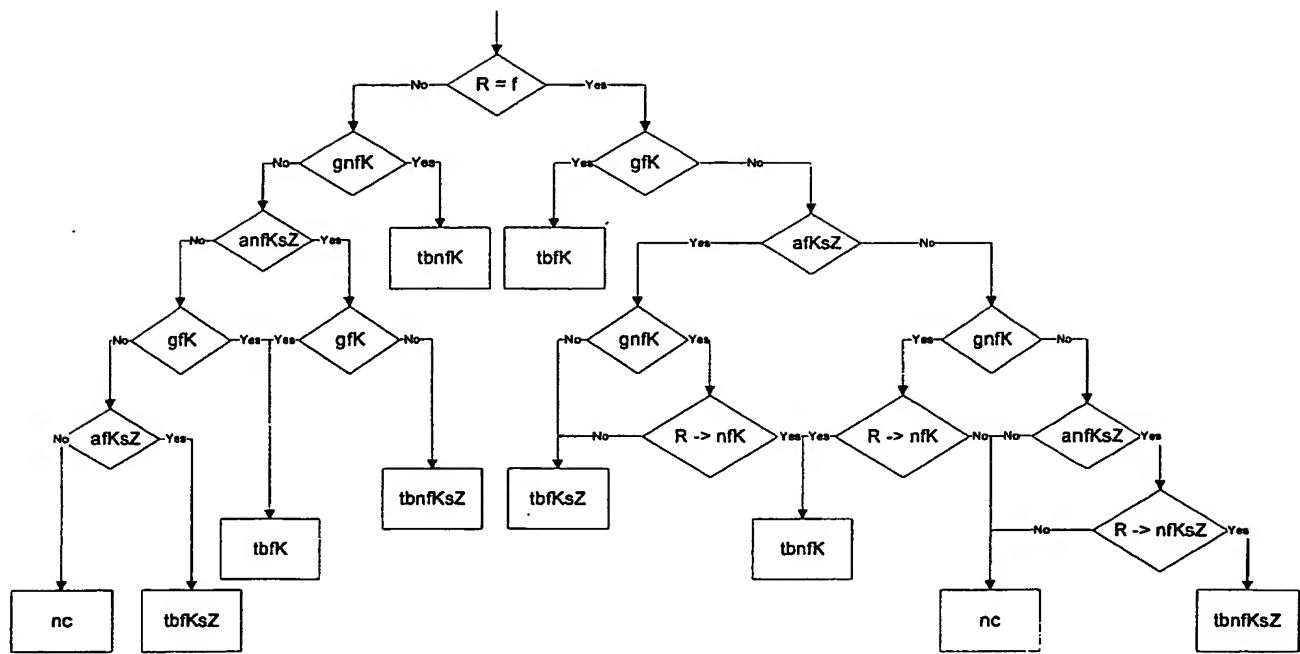 R = f
No
Yes
gnfK
gfK
No
Yes
Yes
No
anfKsZ
tbnfK
tbfK
afKsZ
No
Yes
Yes
No
gfK
gfK
gnfK
gnfK
No
Yes
Yes
No
No
Yes
Yes
No
afKsZ
R -> nfK
R -> nfK
anfKsZ
No
Yes
No
Yes
Yes
No
No
Yes
tbnfKsZ
tbfKsZ
R -> nfKsZ
No
Yes
tbfK
tbnfK
nc
tbfKsZ
nc
tbnfKsZ